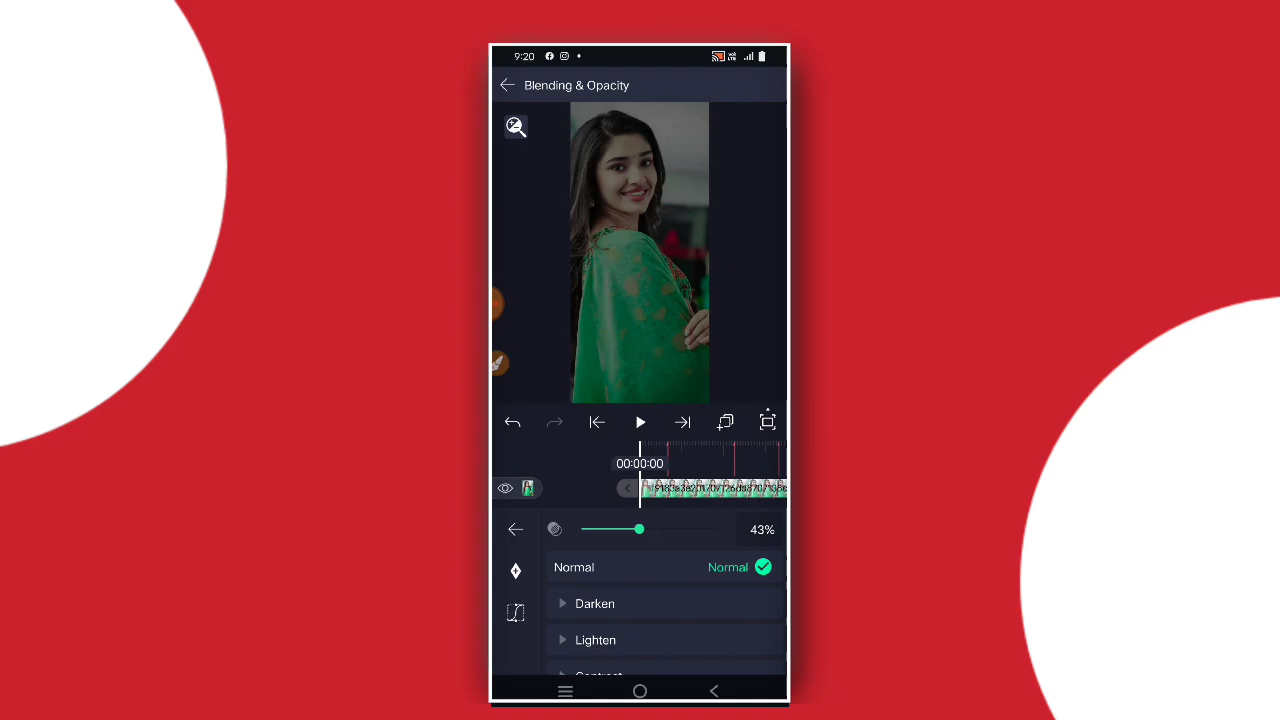 9:20
Blending & Opacity
00:00:00
43%
Normal Normal
Darken
Lighten
Contrast